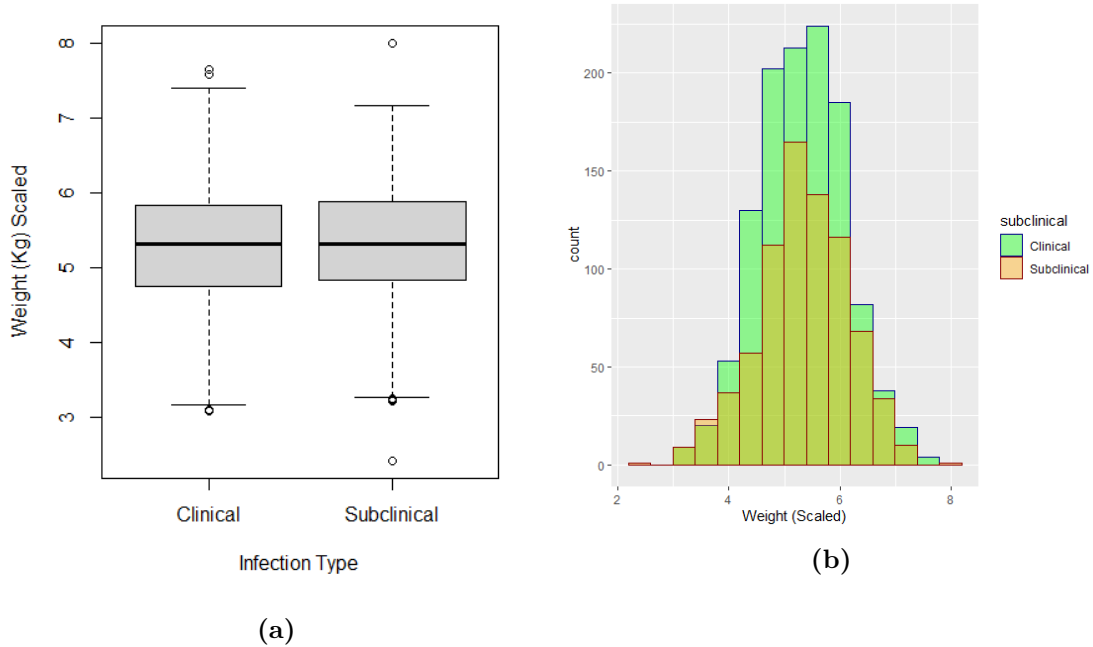 Weight (Kg) Scaled
8
7
6
5
4
3
Clinical
Subclinical
Infection Type
(a)
count
200
150
100
50
0
2
4
6
8
Weight (Scaled)
subclinical
Clinical
Subclinical
(b)